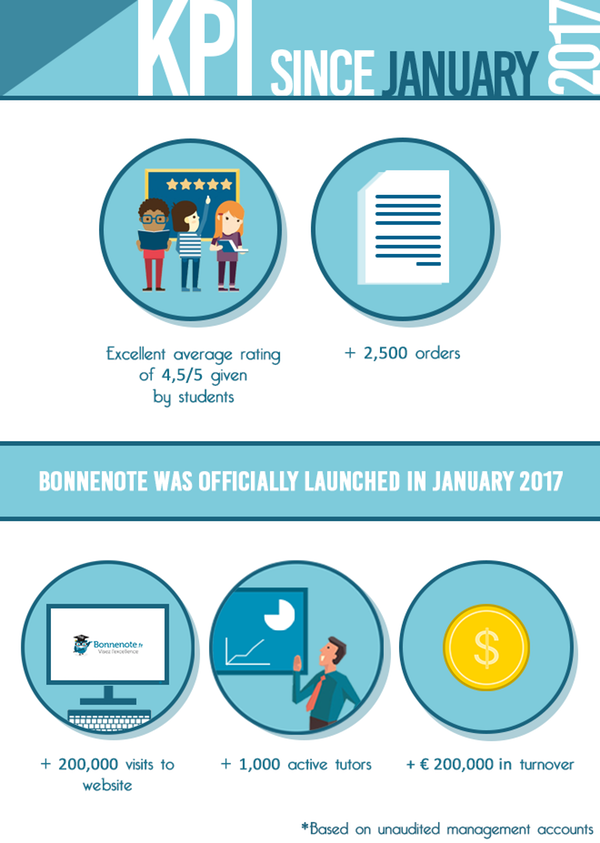 KPI SINCE JANUARY 2017
Excellent average rating
of 4,5/5 given
by students
+ 2,500 orders
BONNENOTE WAS OFFICIALLY LAUNCHED IN JANUARY 2017
Bonnenote.fr
Visez l'excellence
$
+ 200,000 visits to
website
+ 1,000 active tutors
+ € 200,000 in turnover
*Based on unaudited management accounts